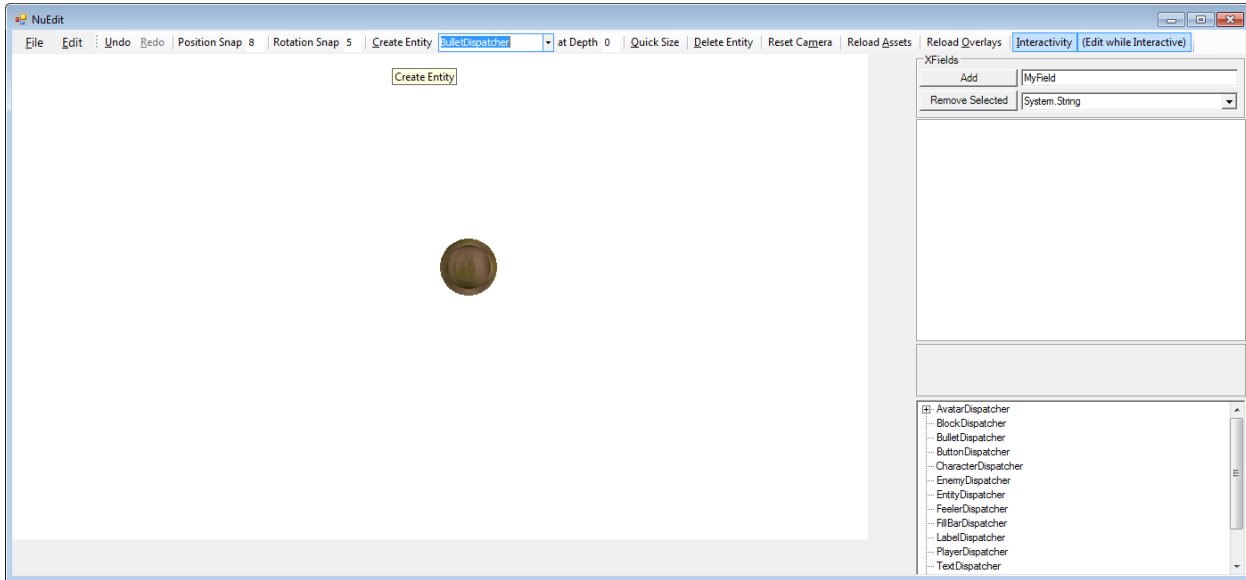 NuEdit
File Edit Undo Redo Position Snap 8 Rotation Snap 5 Create Entity BulletDispatcher at Depth 0 Quick Size Delete Entity Reset Camera Reload Assets Reload Overlays Interactivity (Edit while Interactive)
Create Entity
XFields
Add MyField
Remove Selected System.String
AvatarDispatcher
BlockDispatcher
BulletDispatcher
ButtonDispatcher
CharacterDispatcher
EnemyDispatcher
EntityDispatcher
FeelerDispatcher
FillBarDispatcher
LabelDispatcher
PlayerDispatcher
TextDispatcher